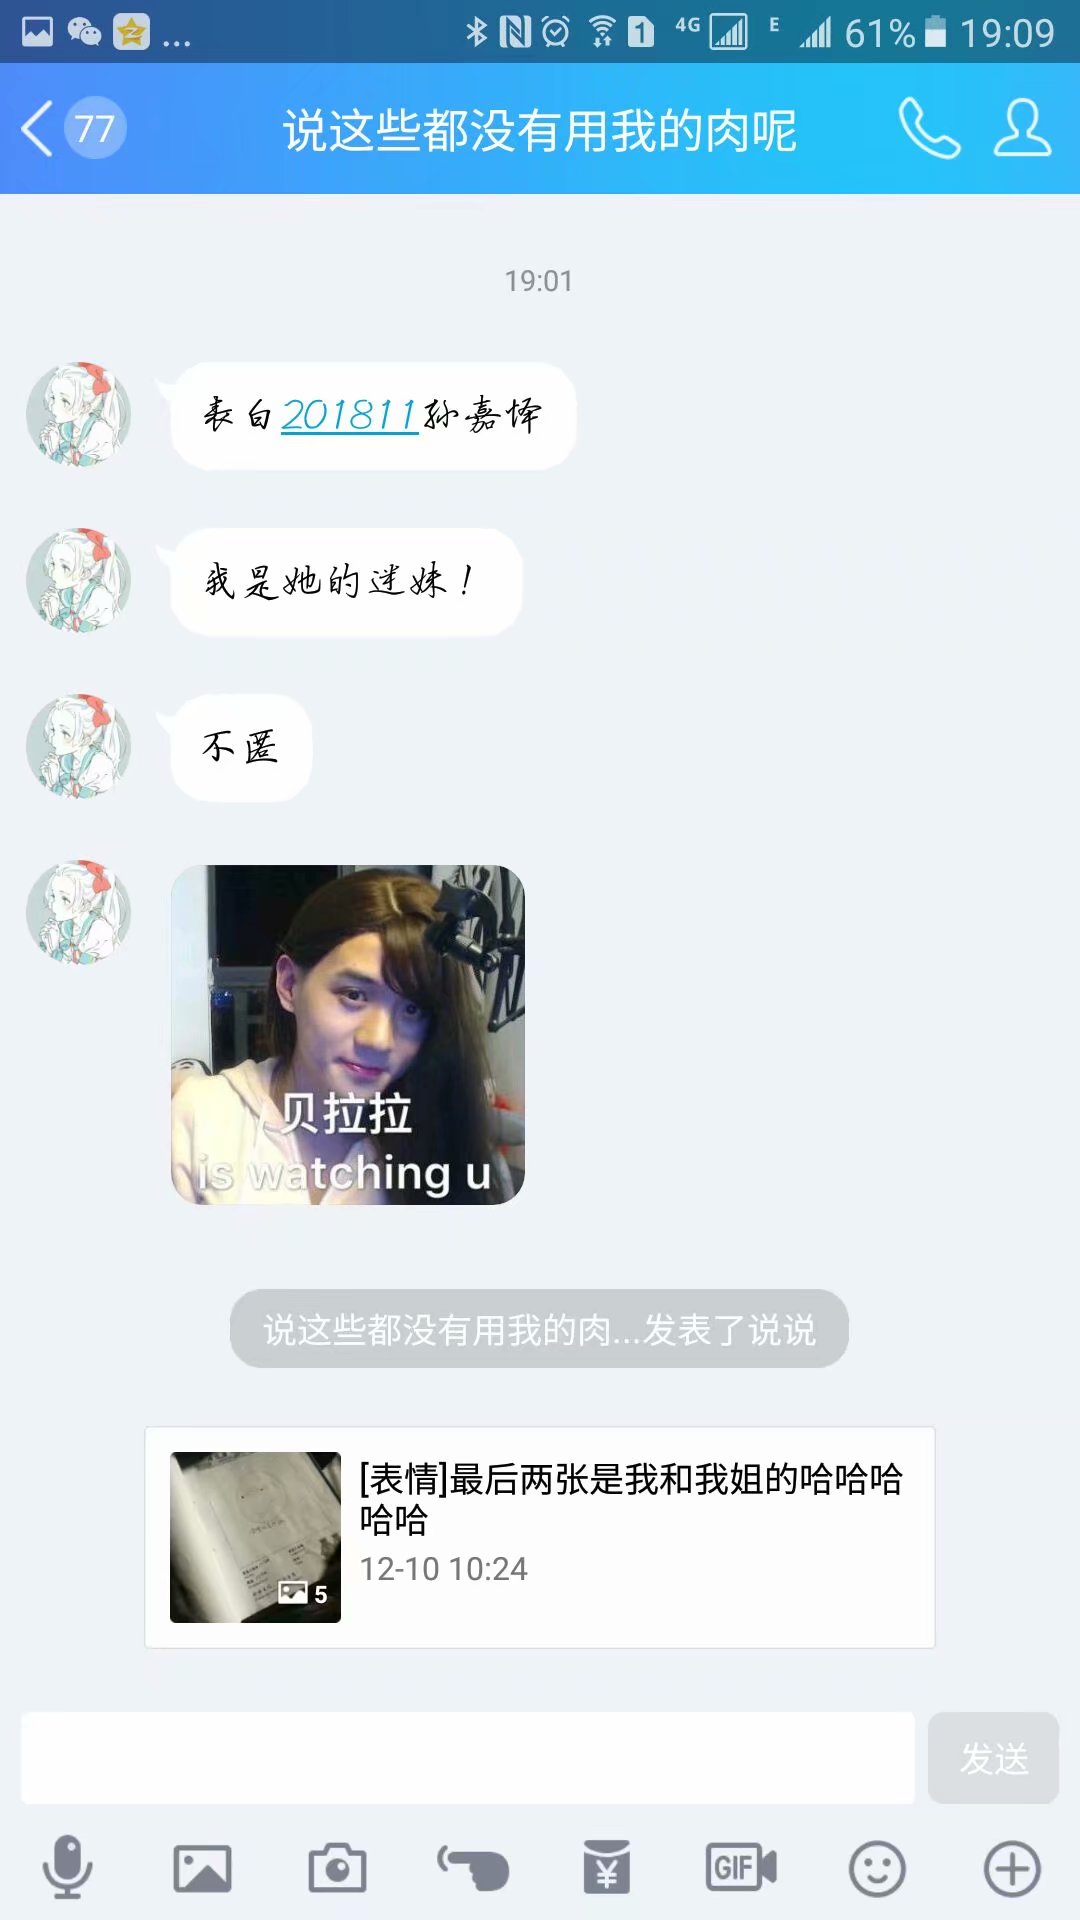 ... 1 4G E 61% 19:09
77 说这些都没有用我的肉呢
19:01
表白201811孙嘉怿
我是她的迷妹！
不匿
贝拉拉
is watching u
说这些都没有用我的肉...发表了说说
[表情]最后两张是我和我姐的哈哈哈
哈哈
12-10 10:24
5
发送
GIF